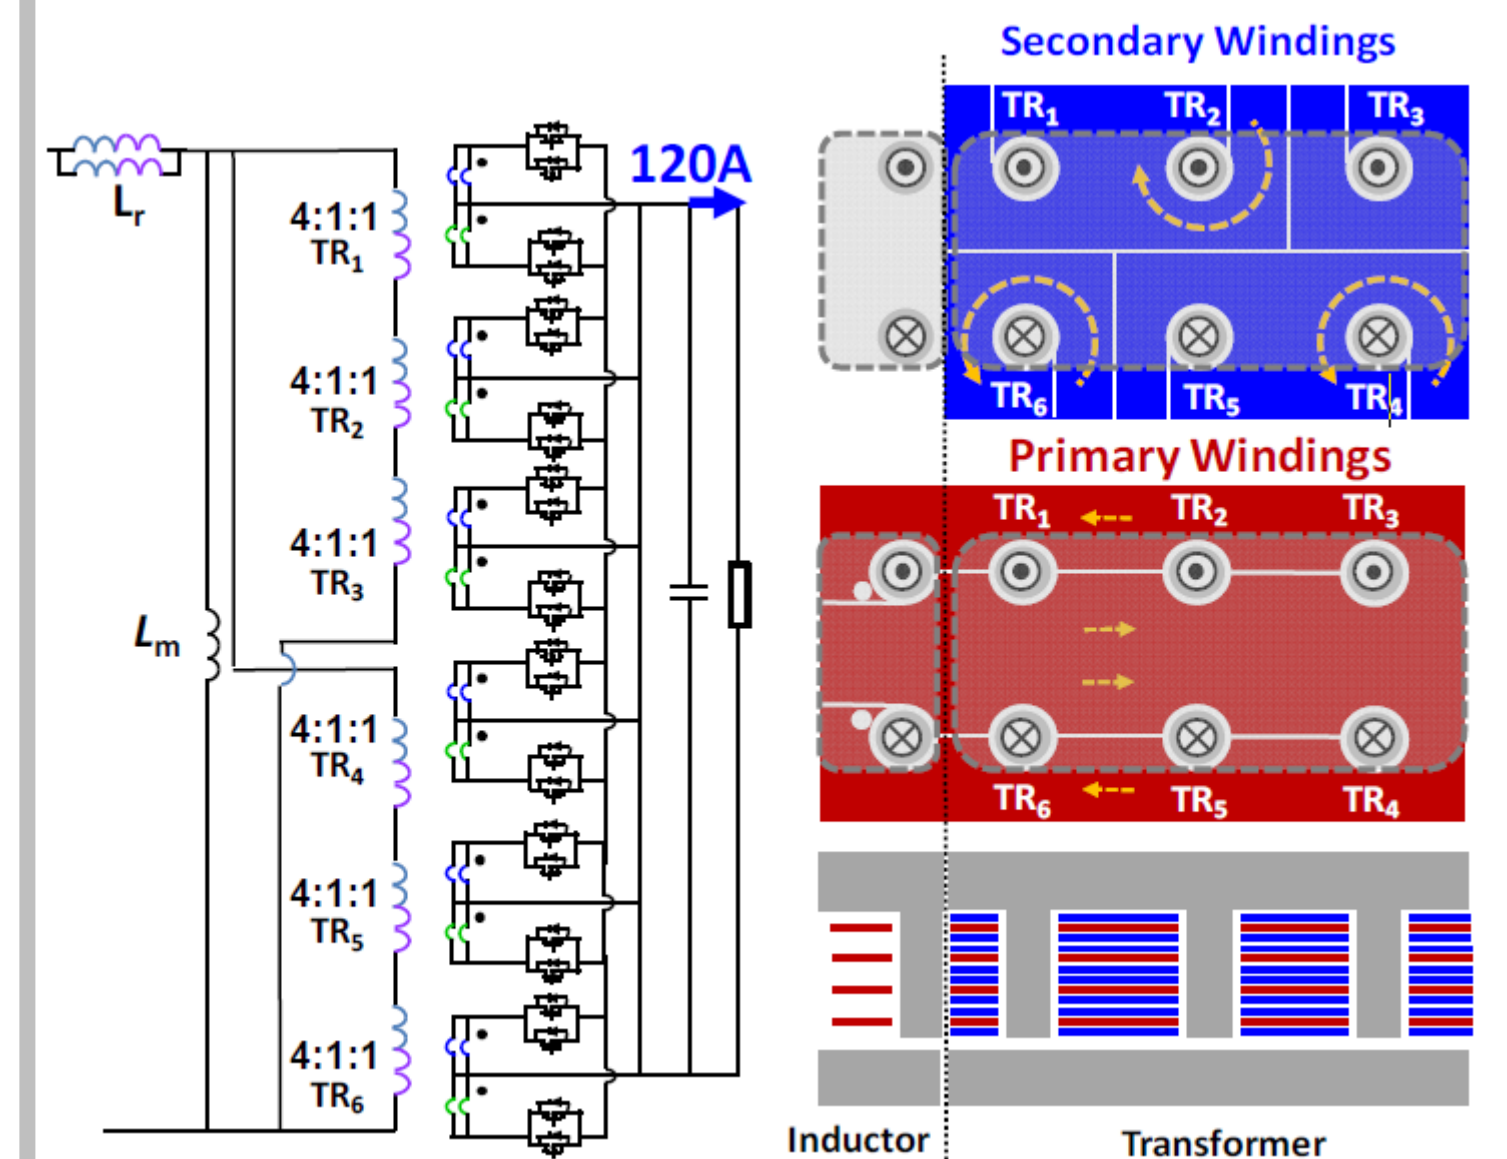 Secondary Windings
TR1
TR2
TR3
120A
Lr
4:1:1
TR1
4:1:1
TR2
TR6
TR5
TR4
Primary Windings
TR1
TR2
TR3
4:1:1
TR3
Lm
4:1:1
TR4
TR6
TR5
TR4
4:1:1
TR5
4:1:1
TR6
Inductor
Transformer